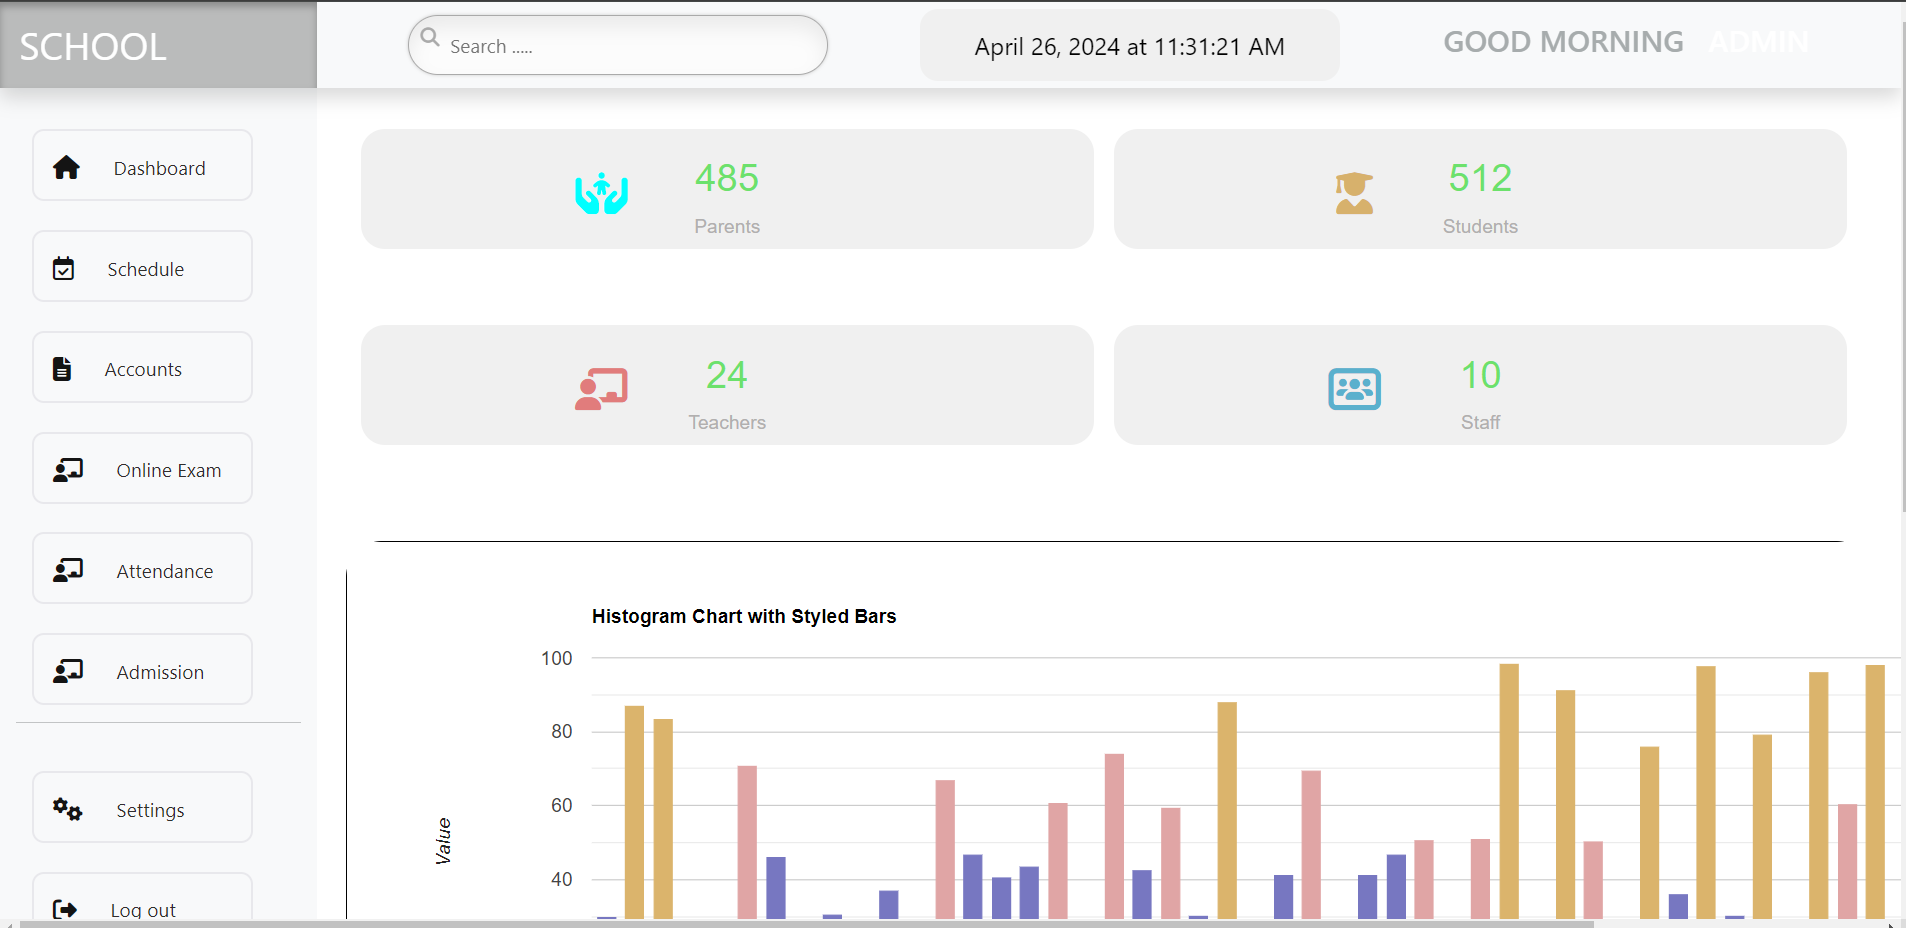 SCHOOL
Search .....
April 26, 2024 at 11:31:21 AM
GOOD MORNING ADMIN
Dashboard
Schedule
Accounts
Online Exam
Attendance
Admission
Settings
Log out
485
Parents
512
Students
24
Teachers
10
Staff
Histogram Chart with Styled Bars
100
80
60
40
Value